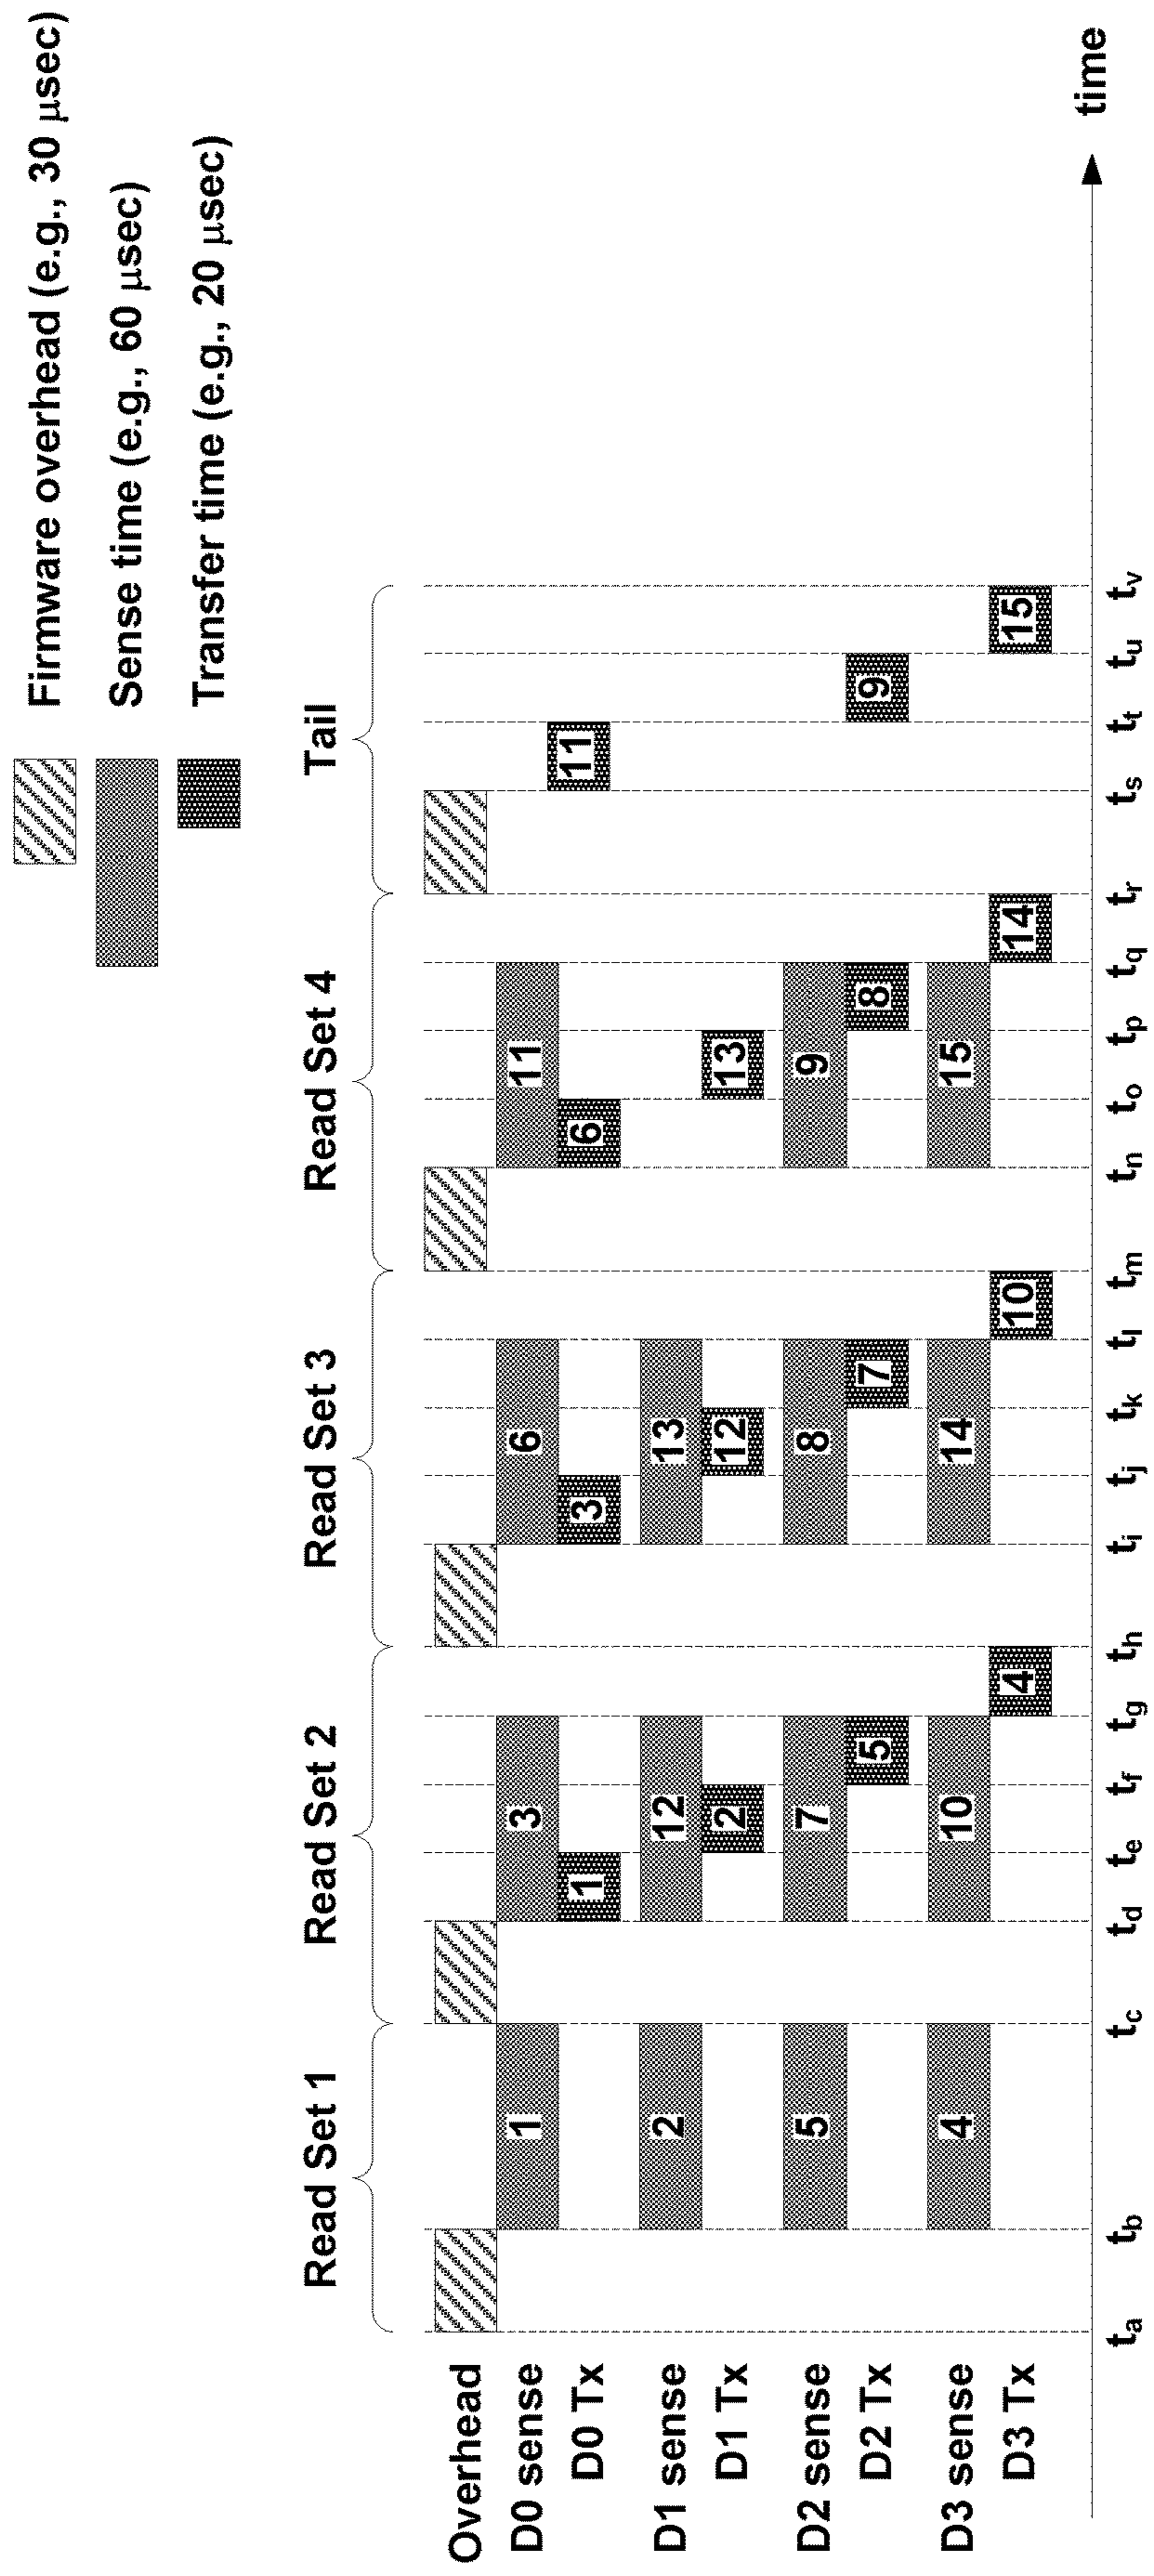 Firmware overhead (e.g., 30 μsec)
Sense time (e.g., 60 μsec)
Transfer time (e.g., 20 μsec)
Read Set 1 Read Set 2 Read Set 3 Read Set 4 Tail
Overhead
D0 sense 1 3 6 11
D0 Tx 1 3 6 11
D1 sense 2 12 13
D1 Tx 2 12 13
D2 sense 5 7 8 9
D2 Tx 5 7 8 9
D3 sense 4 10 14 15
D3 Tx 4 10 14 15
time
ta tb tc td te tf tg th ti tj tk tl tm tn to tp tq tr ts tt tu tv